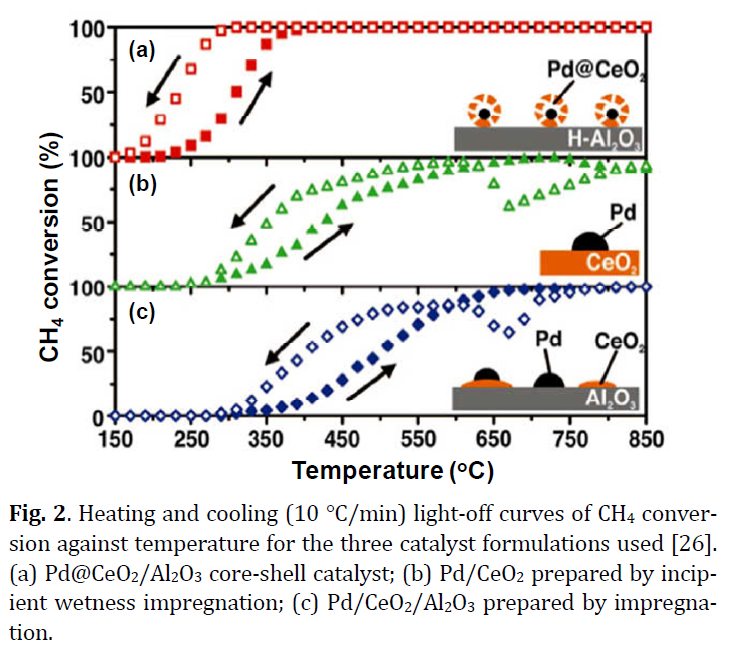 100
(a)
50
Pd@CeO₂
H-Al₂O₃
100
(b)
50
Pd
CeO₂
100
(c)
50
Pd
CeO₂
Al₂O₃
0
CH₄ conversion (%)
150 250 350 450 550 650 750 850
Temperature (°C)
Fig. 2. Heating and cooling (10 °C/min) light-off curves of CH₄ conver-
sion against temperature for the three catalyst formulations used [26].
(a) Pd@CeO₂/Al₂O₃ core-shell catalyst; (b) Pd/CeO₂ prepared by incip-
ient wetness impregnation; (c) Pd/CeO₂/Al₂O₃ prepared by impregna-
tion.